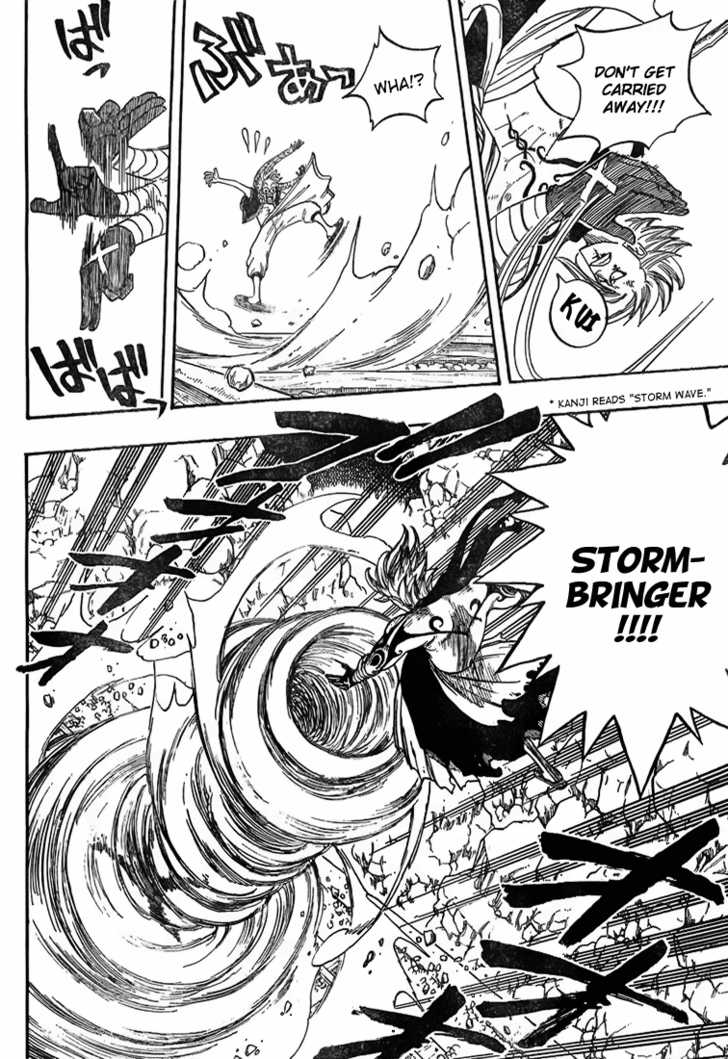 DON'T GET
CARRIED
AWAY!!!
KUI
WHA!?
ぶあっ
ばっ
ばばっ
* KANJI READS "STORM WAVE."
STORM-
BRINGER
!!!!